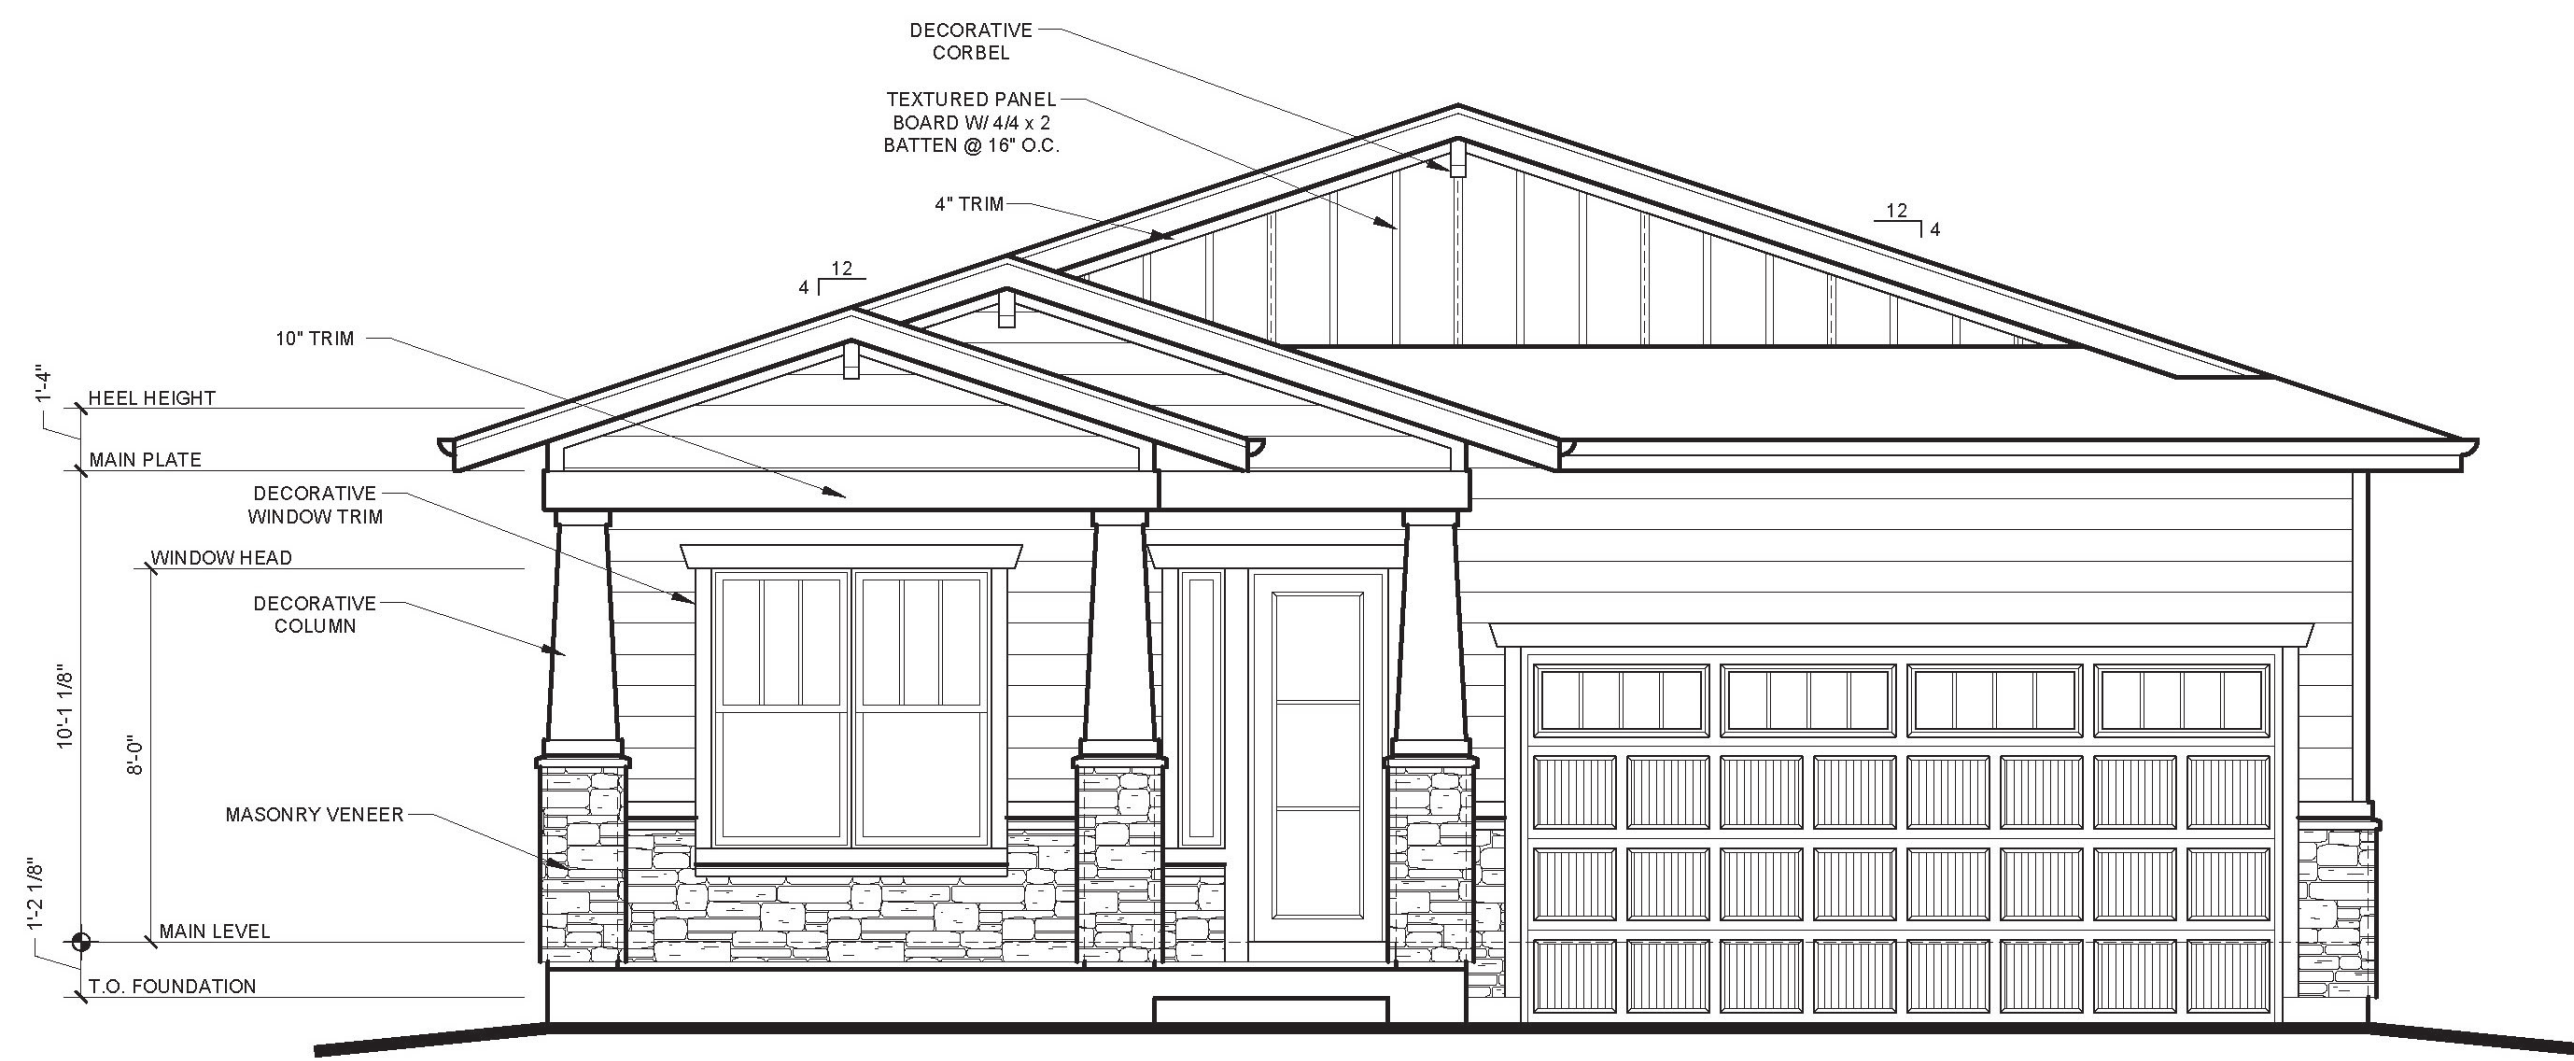 DECORATIVE
CORBEL
TEXTURED PANEL
BOARD W/ 4/4 x 2
BATTEN @ 16" O.C.
4" TRIM
12
4
12
4
10" TRIM
1'-4"
HEEL HEIGHT
MAIN PLATE
DECORATIVE
WINDOW TRIM
WINDOW HEAD
DECORATIVE
COLUMN
10'-1 1/8"
8'-0"
MASONRY VENEER
1'-2 1/8"
MAIN LEVEL
T.O. FOUNDATION